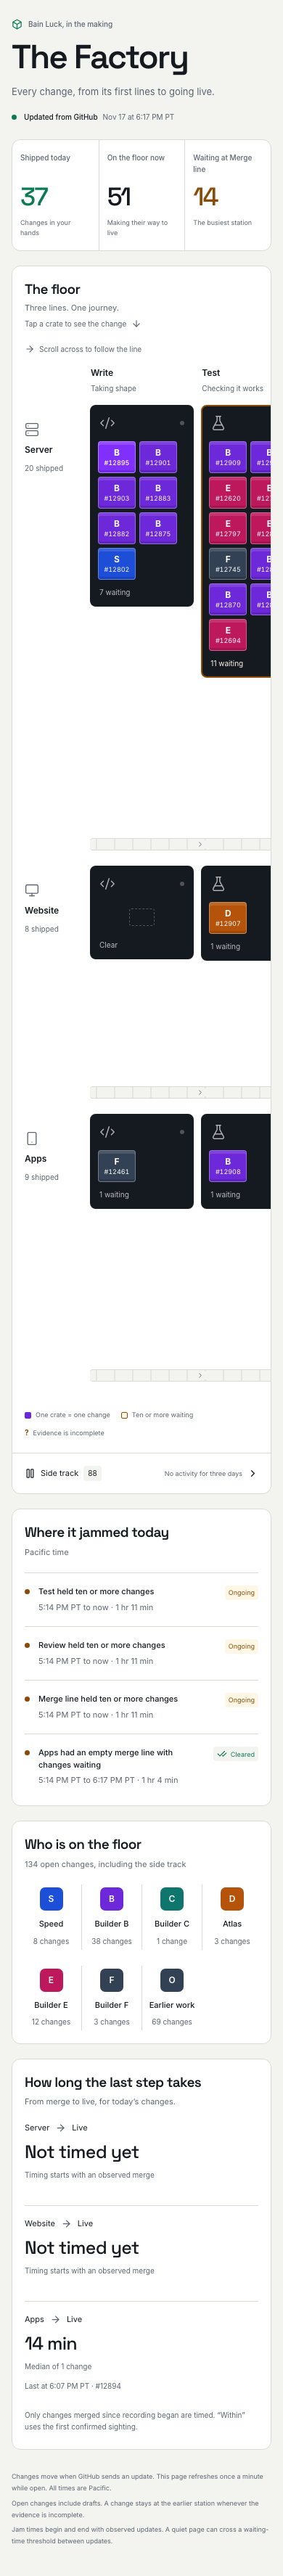 Bain Luck, in the making
The Factory
Every change, from its first lines to going live.
Updated from GitHub Nov 17 at 6:17 PM PT
Shipped today
37
Changes in your hands
On the floor now
51
Making their way to live
Waiting at Merge line
14
The busiest station
The floor
Three lines. One journey.
Tap a crate to see the change
Scroll across to follow the line
Write
Taking shape
Test
Checking it works
Server
20 shipped
B #12895
B #12901
B #12903
B #12883
B #12882
B #12875
S #12802
7 waiting
B #12909
E #12620
E #12797
F #12745
B #12870
E #12694
11 waiting
Website
8 shipped
Clear
D #12907
1 waiting
Apps
9 shipped
F #12461
1 waiting
B #12908
1 waiting
One crate = one change
Ten or more waiting
? Evidence is incomplete
Side track 88
No activity for three days
Where it jammed today
Pacific time
Test held ten or more changes
Ongoing
5:14 PM PT to now · 1 hr 11 min
Review held ten or more changes
Ongoing
5:14 PM PT to now · 1 hr 11 min
Merge line held ten or more changes
Ongoing
5:14 PM PT to now · 1 hr 11 min
Apps had an empty merge line with changes waiting
Cleared
5:14 PM PT to 6:17 PM PT · 1 hr 4 min
Who is on the floor
134 open changes, including the side track
S
Speed
8 changes
B
Builder B
38 changes
C
Builder C
1 change
D
Atlas
3 changes
E
Builder E
12 changes
F
Builder F
3 changes
O
Earlier work
69 changes
How long the last step takes
From merge to live, for today's changes.
Server → Live
Not timed yet
Timing starts with an observed merge
Website → Live
Not timed yet
Timing starts with an observed merge
Apps → Live
14 min
Median of 1 change
Last at 6:07 PM PT · #12894
Only changes merged since recording began are timed. "Within" uses the first confirmed sighting.
Changes move when GitHub sends an update. This page refreshes once a minute while open. All times are Pacific.
Open changes include drafts. A change stays at the earlier station whenever the evidence is incomplete.
Jam times begin and end with observed updates. A quiet page can cross a waiting-time threshold between updates.